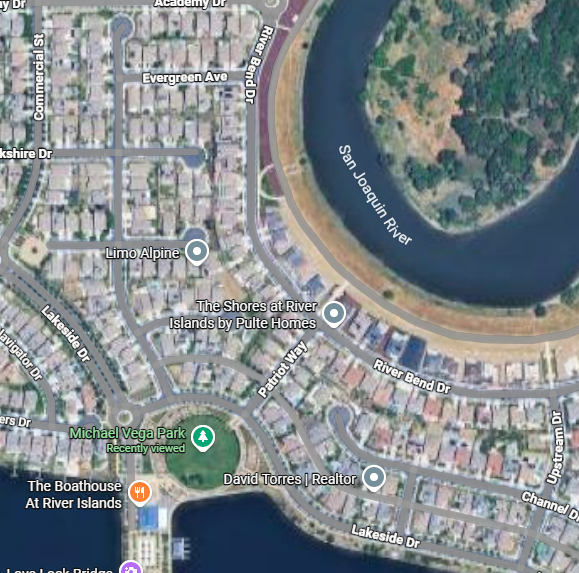 ay Dr
Academy Dr
River Bend Dr
Commercial St
Evergreen Ave
kshire Dr
San Joaquin River
Limo Alpine
The Shores at River
Islands by Pulte Homes
Lakeside Dr
Navigator Dr
Patriot Way
River Bend Dr
ers Dr
Michael Vega Park
Recently viewed
Upstream Dr
David Torres | Realtor
The Boathouse
At River Islands
Channel D
Lakeside Dr
Love Lock Bridge